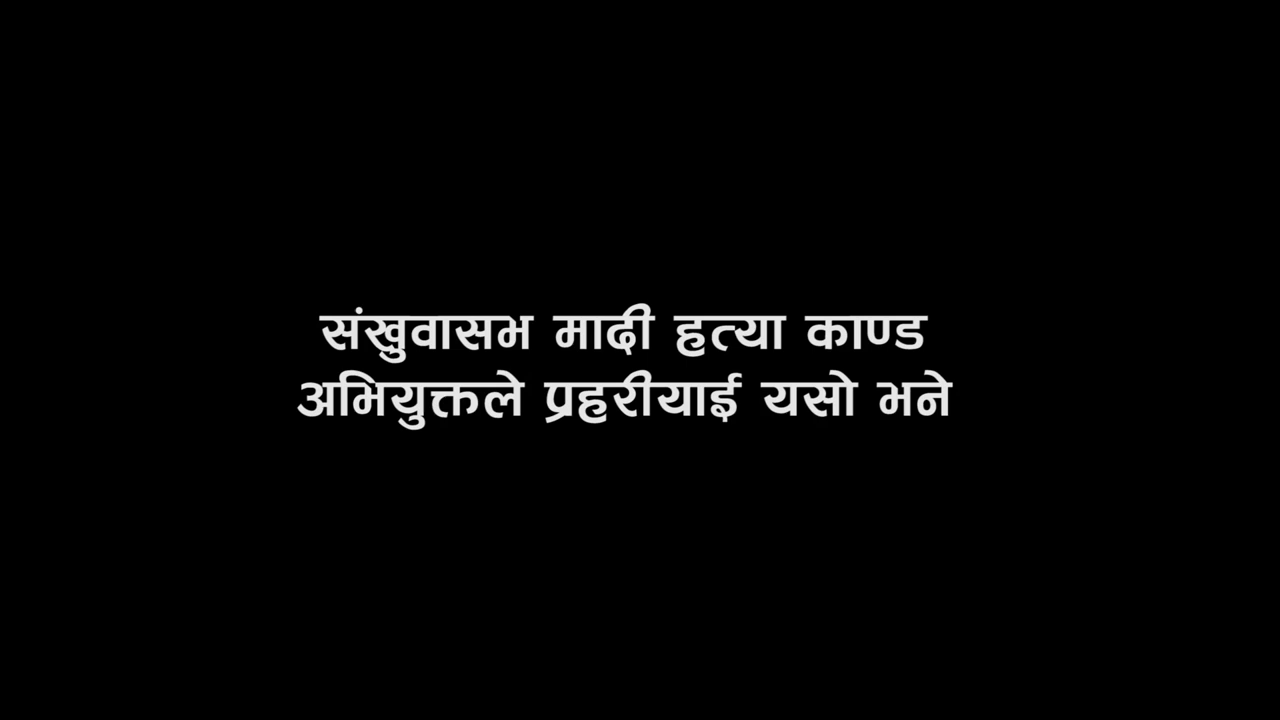 संखुवासभ मादी हत्या काण्ड
अभियुक्तले प्रहरीयाई यसो भने